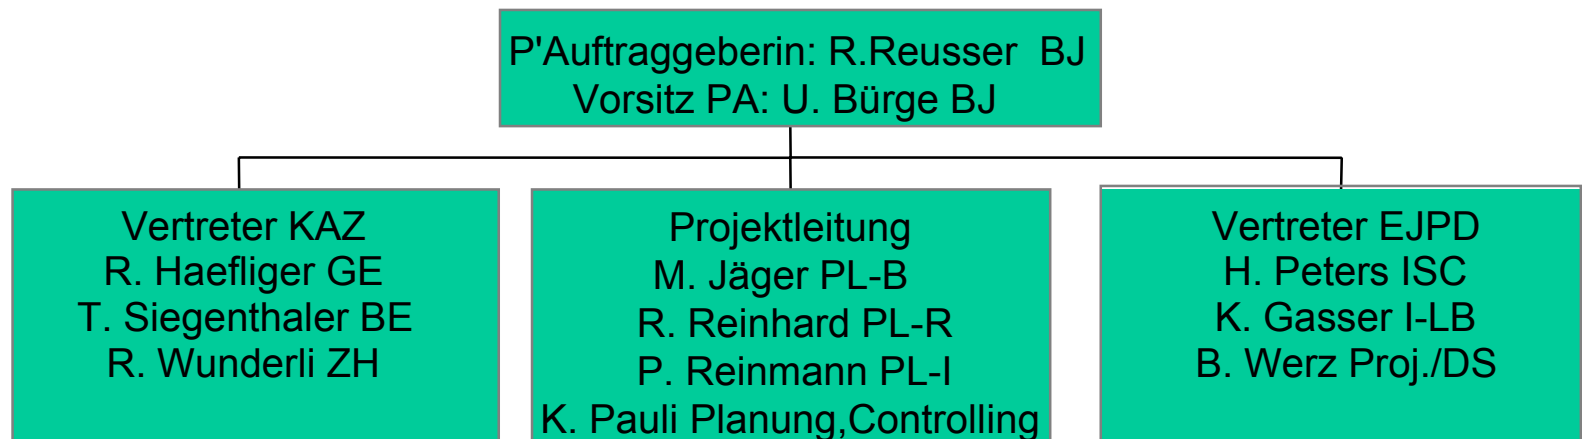 P'Auftraggeberin: R.Reusser BJ
Vorsitz PA: U. Bürge BJ
Vertreter KAZ
R. Haefliger GE
T. Siegenthaler BE
R. Wunderli ZH
Projektleitung
M. Jäger PL-B
R. Reinhard PL-R
P. Reinmann PL-I
K. Pauli Planung,Controlling
Vertreter EJPD
H. Peters ISC
K. Gasser I-LB
B. Werz Proj./DS